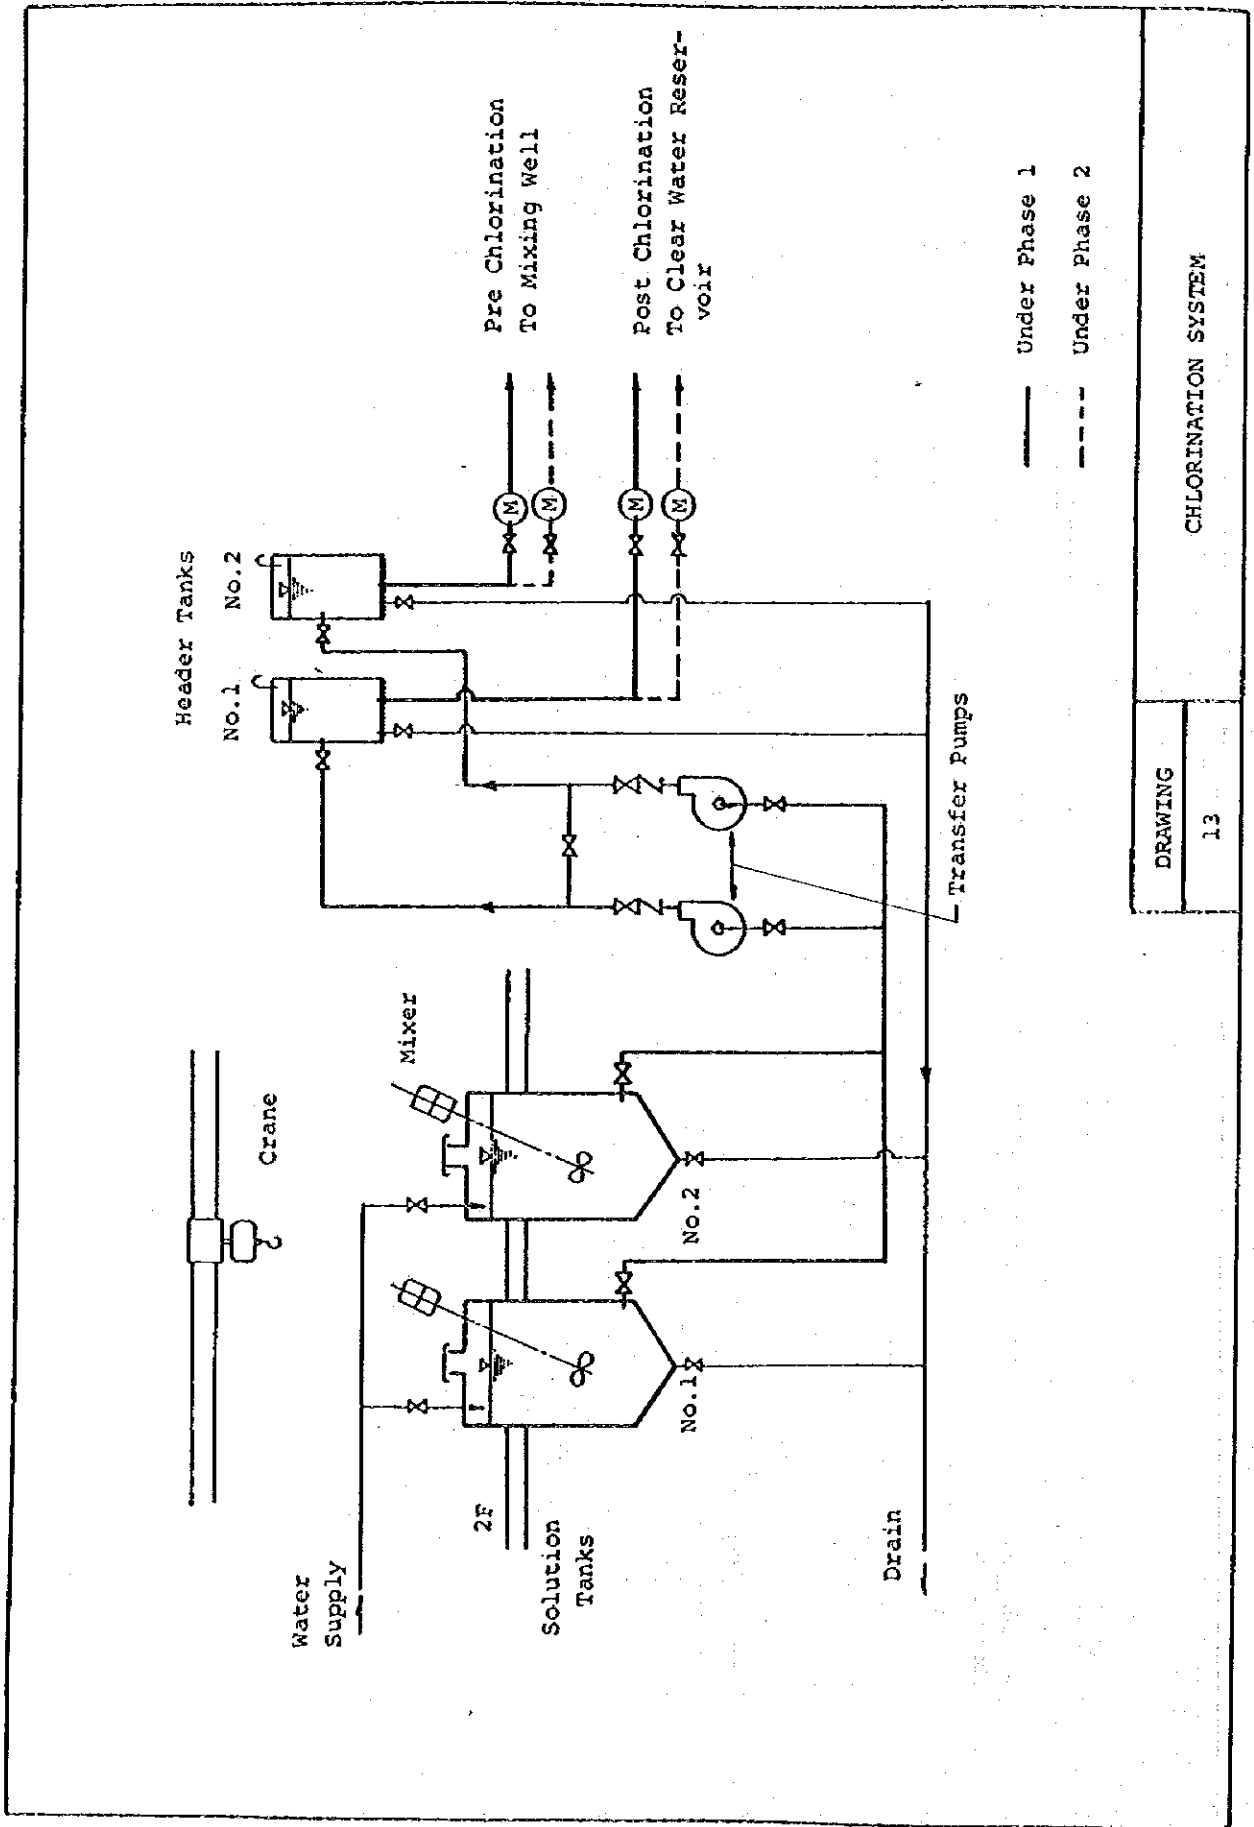 Header Tanks
No.1
No.2
Crane
Mixer
Water
Supply
2F
Solution
Tanks
No.1
No.2
Drain
Transfer Pumps
Pre Chlorination
To Mixing Well
M
M
Post Chlorination
To Clear Water Reser-
voir
M
M
Under Phase 1
Under Phase 2
DRAWING
13
CHLORINATION SYSTEM